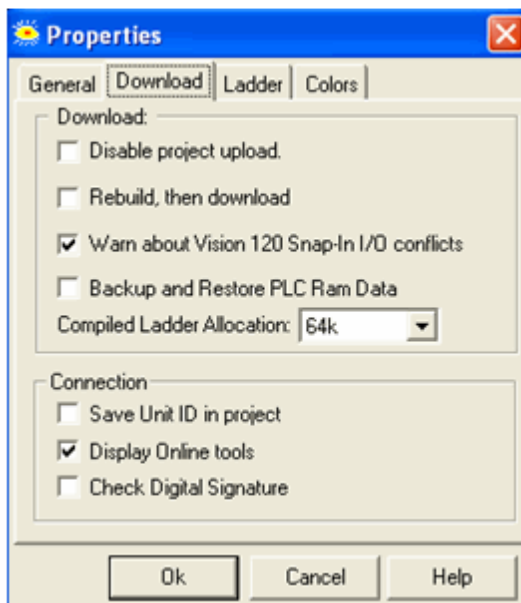 Properties
General Download Ladder Colors
Download:
Disable project upload.
Rebuild, then download
Warn about Vision 120 Snap-In I/O conflicts
Backup and Restore PLC Ram Data
Compiled Ladder Allocation: 64k
Connection
Save Unit ID in project
Display Online tools
Check Digital Signature
Ok Cancel Help